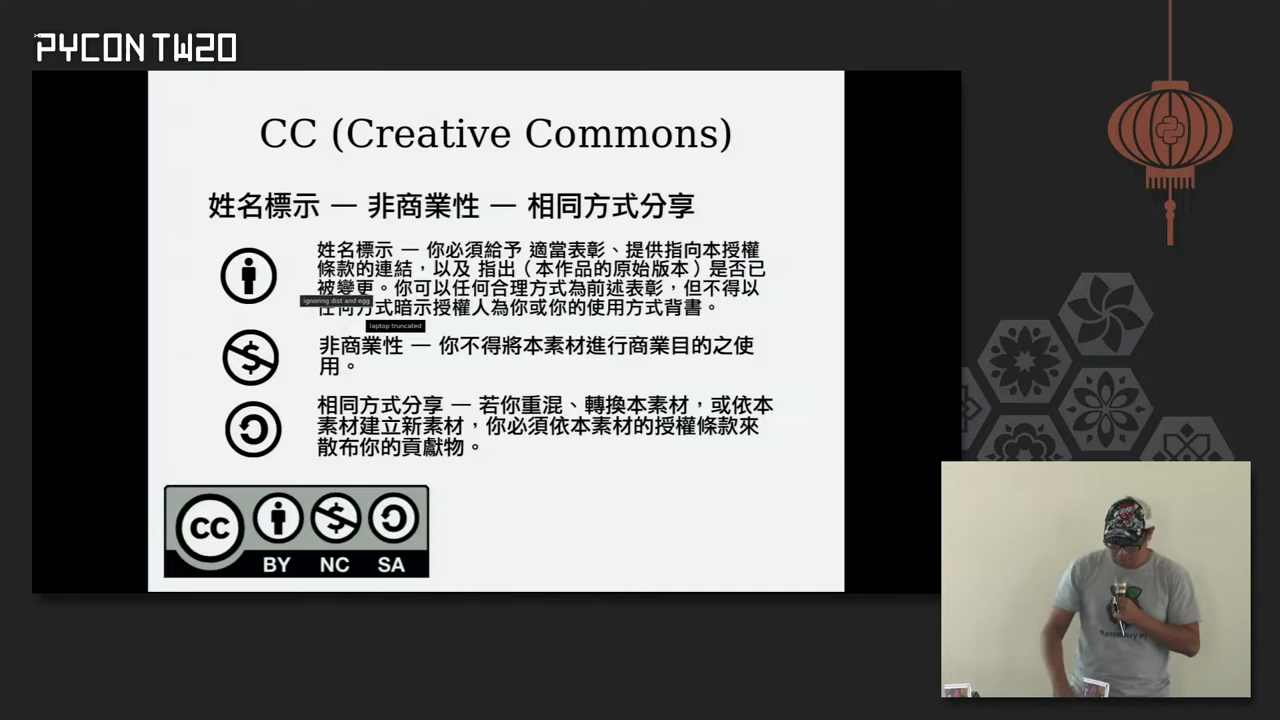 PYCON TW20
CC (Creative Commons)
姓名標示 — 非商業性 — 相同方式分享
姓名標示 — 你必須給予 適當表彰、提供指向本授權
條款的連結，以及 指出（本作品的原始版本）是否已
被變更。你可以任何合理方式為前述表彰，但不得以
ignoring dist and egg
任何方式暗示授權人為你或你的使用方式背書。
laptop truncated
非商業性 — 你不得將本素材進行商業目的之使
用。
相同方式分享 — 若你重混、轉換本素材，或依本
素材建立新素材，你必須依本素材的授權條款來
散布你的貢獻物。
CC
BY NC SA
Raspberry Pi